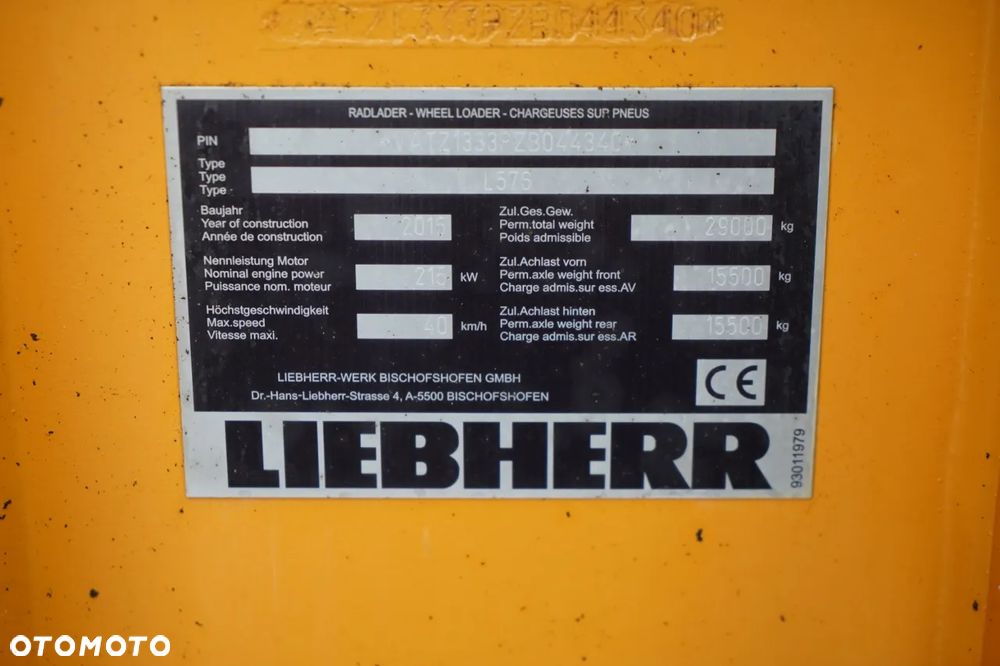 RADLADER - WHEEL LOADER - CHARGEUSES SUR PNEUS
PIN *VATZ1333PZB044340*
Type
Type
Type L576
Baujahr
Year of construction
Année de construction
2015
Zul.Ges.Gew.
Perm.total weight
Poids admissible
29000 kg
Nennleistung Motor
Nominal engine power
Puissance nom. moteur
215 kW
Zul.Achlast vorn
Perm.axle weight front
Charge admis.sur ess.AV
15500 kg
Höchstgeschwindigkeit
Max.speed
Vitesse maxi.
40 km/h
Zul.Achlast hinten
Perm.axle weight rear
Charge admis.sur ess.AR
15500 kg
LIEBHERR-WERK BISCHOFSHOFEN GMBH
Dr.-Hans-Liebherr-Strasse 4, A-5500 BISCHOFSHOFEN
CE
LIEBHERR
93011979
OTOMOTO